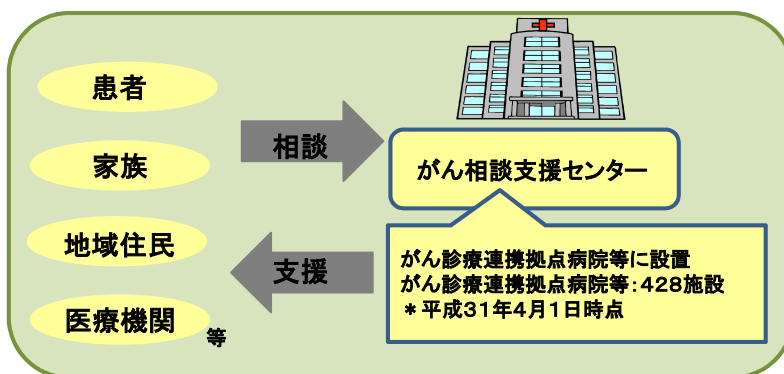 患者
家族
地域住民
医療機関
等
相談
支援
がん相談支援センター
がん診療連携拠点病院等に設置
がん診療連携拠点病院等:428施設
＊平成31年4月1日時点